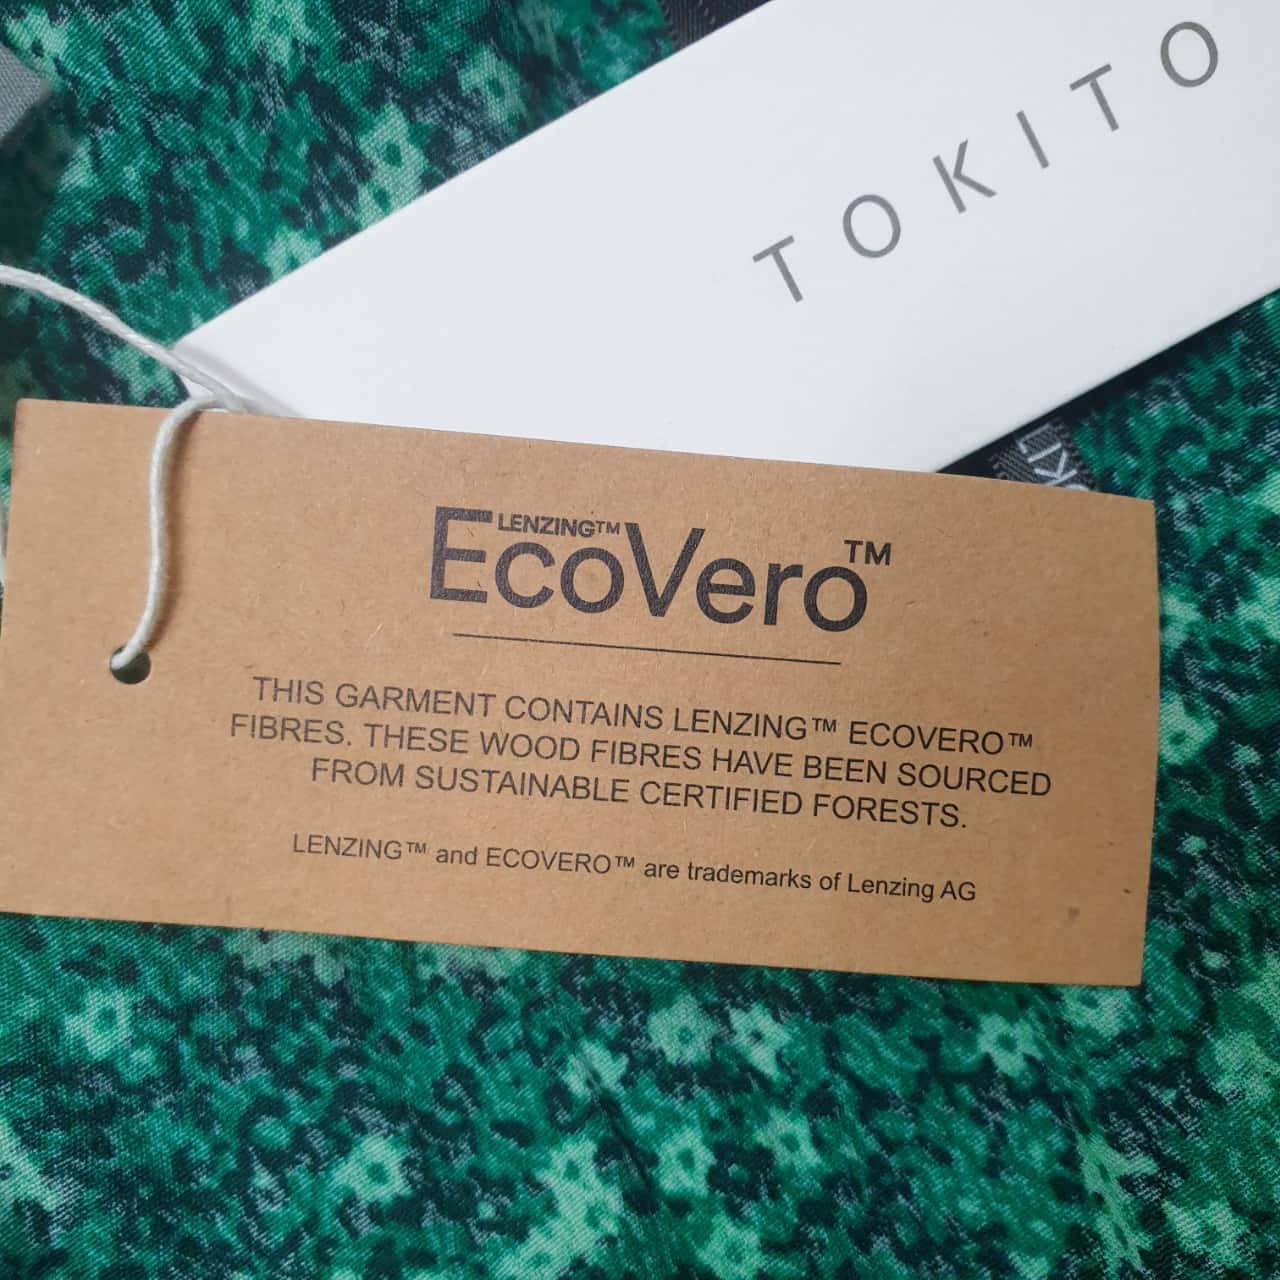 TOKITO
KIT
LENZING™
EcoVero™
THIS GARMENT CONTAINS LENZING™ ECOVERO™
FIBRES. THESE WOOD FIBRES HAVE BEEN SOURCED
FROM SUSTAINABLE CERTIFIED FORESTS.
LENZING™ and ECOVERO™ are trademarks of Lenzing AG